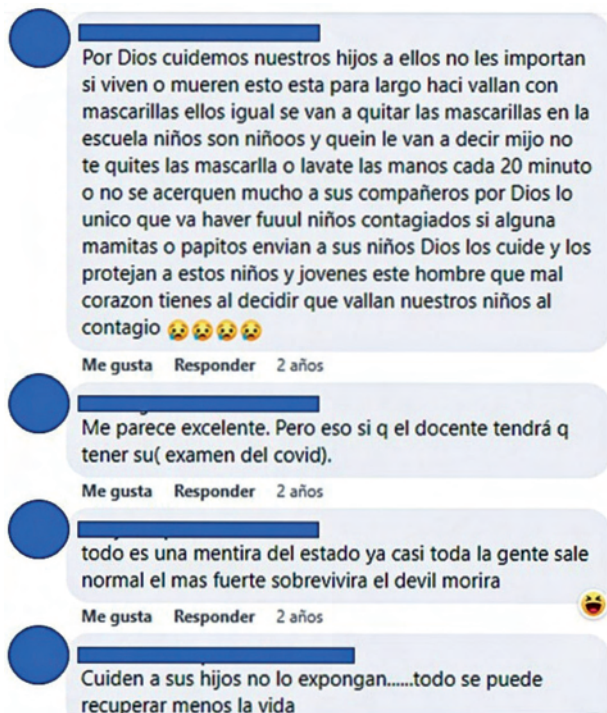 Por Dios cuidemos nuestros hijos a ellos no les importan
si viven o mueren esto esta para largo haci vallan con
mascarillas ellos igual se van a quitar las mascarillas en la
escuela niños son niñoos y quein le van a decir mijo no
te quites las mascarlla o lavate las manos cada 20 minuto
o no se acerquen mucho a sus compañeros por Dios lo
unico que va haver fuuul niños contagiados si alguna
mamitas o papitos envian a sus niños Dios los cuide y los
protejan a estos niños y jovenes este hombre que mal
corazon tienes al decidir que vallan nuestros niños al
contagio 😢😢😢😢
Me gusta Responder 2 años
Me parece excelente. Pero eso si q el docente tendrá q
tener su( examen del covid).
Me gusta Responder 2 años
todo es una mentira del estado ya casi toda la gente sale
normal el mas fuerte sobrevivira el devil morira
Me gusta Responder 2 años
Cuiden a sus hijos no lo expongan......todo se puede
recuperar menos la vida